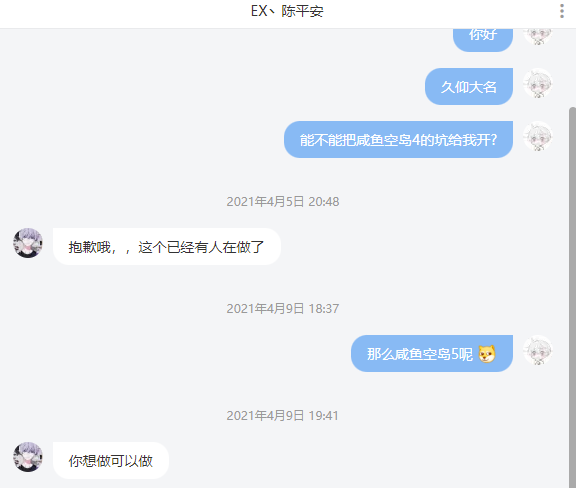 EX丶陈平安
你好
久仰大名
能不能把咸鱼空岛4的坑给我开?
2021年4月5日 20:48
抱歉哦，，这个已经有人在做了
2021年4月9日 18:37
那么咸鱼空岛5呢
2021年4月9日 19:41
你想做可以做